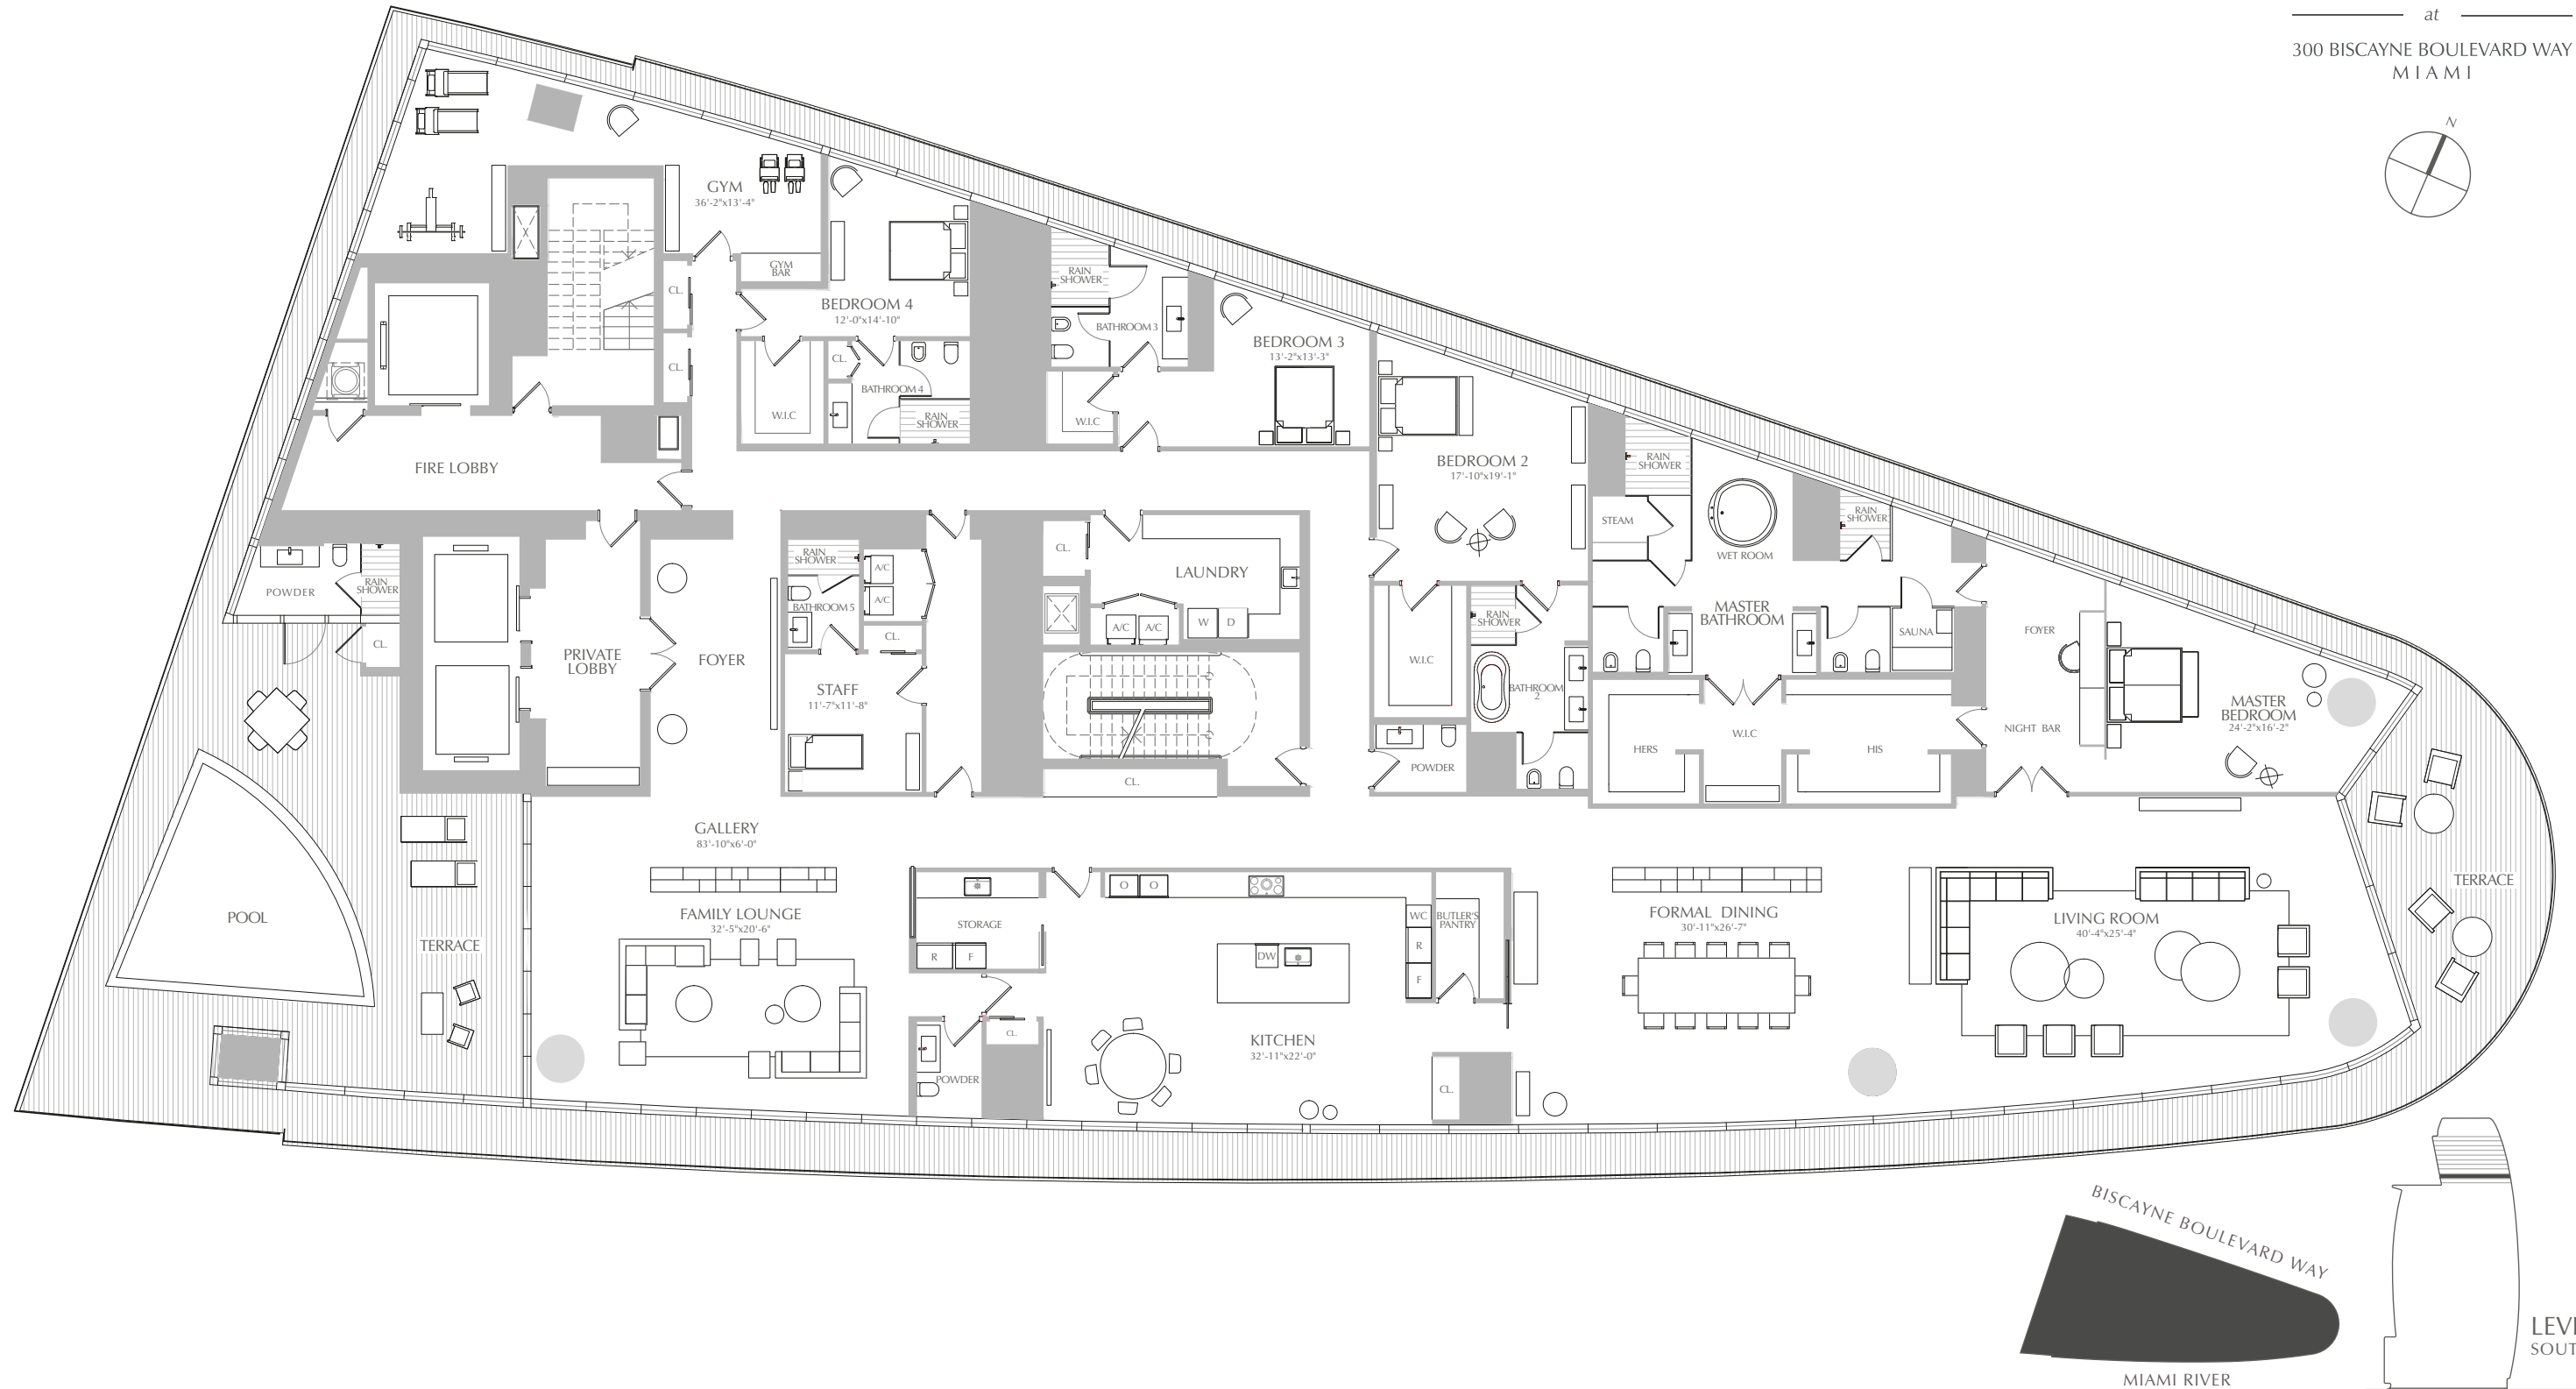 at
300 BISCAYNE BOULEVARD WAY
MIAMI
N
GYM
36'-2"x13'-4"
GYM
BAR
CL.
CL.
BEDROOM 4
12'-0"x14'-10"
W.I.C
CL.
BATHROOM 4
RAIN
SHOWER
RAIN
SHOWER
BATHROOM 3
W.I.C
BEDROOM 3
13'-2"x13'-3"
BEDROOM 2
17'-10"x19'-1"
FIRE LOBBY
RAIN
SHOWER
STEAM
WET ROOM
RAIN
SHOWER
MASTER
BATHROOM
SAUNA
FOYER
NIGHT BAR
MASTER
BEDROOM
24'-2"x16'-2"
POWDER
RAIN
SHOWER
CL.
PRIVATE
LOBBY
FOYER
RAIN
SHOWER
A/C
A/C
BATHROOM 5
CL.
STAFF
11'-7"x11'-8"
CL.
LAUNDRY
A/C
A/C
W
D
CL.
W.I.C
RAIN
SHOWER
BATHROOM
2
POWDER
HERS
W.I.C
HIS
GALLERY
83'-10"x6'-0"
FAMILY LOUNGE
32'-5"x20'-6"
POOL
TERRACE
STORAGE
R
F
CL.
POWDER
O
O
DW
KITCHEN
32'-11"x22'-0"
WC
R
F
BUTLER'S
PANTRY
CL.
FORMAL DINING
30'-11"x26'-7"
LIVING ROOM
40'-4"x25'-4"
TERRACE
BISCAYNE BOULEVARD WAY
MIAMI RIVER